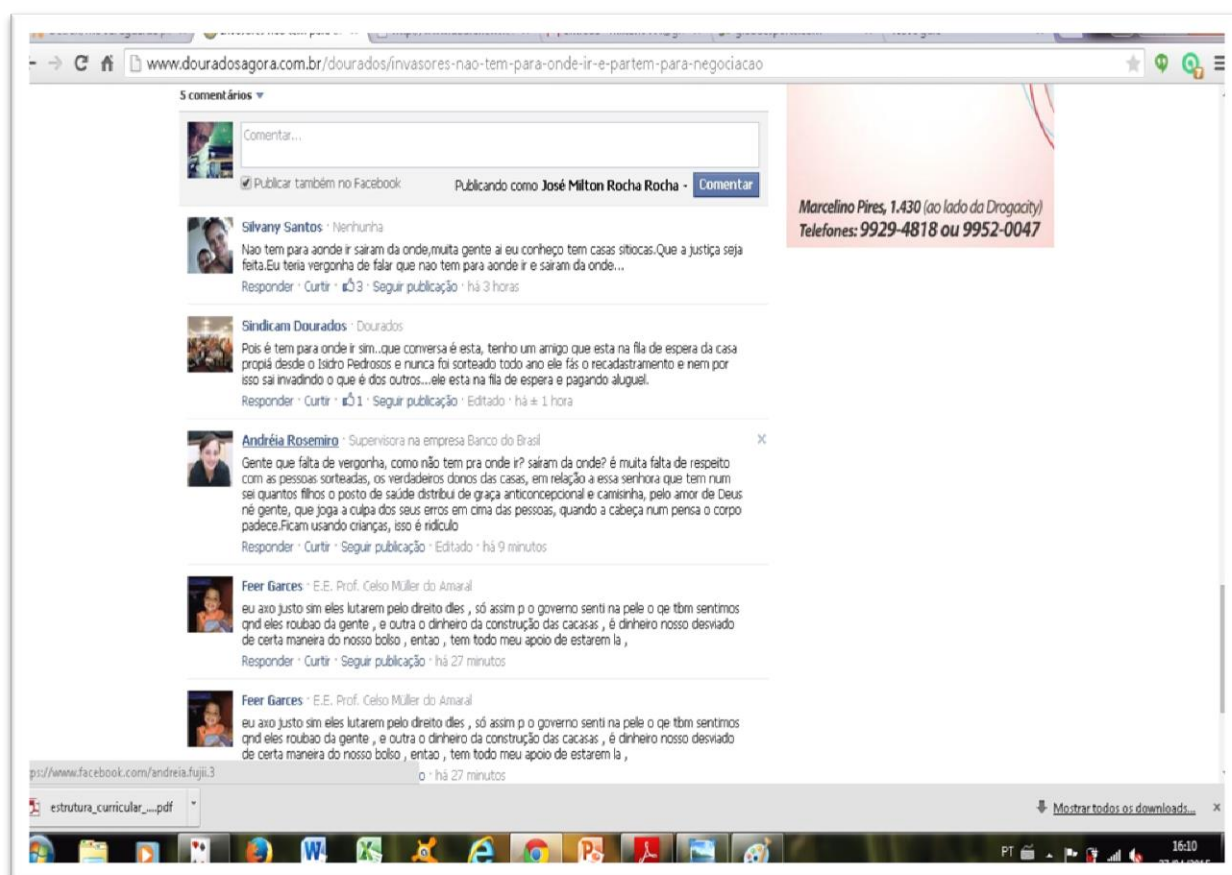 www.douradosagora.com.br/dourados/invasores-nao-tem-para-onde-ir-e-partem-para-negociacao
5 comentários
Comentar...
Publicar também no Facebook
Publicando como José Milton Rocha Rocha
Comentar
Marcelino Pires, 1.430 (ao lado da Drogacity)
Telefones: 9929-4818 ou 9952-0047
Silvany Santos · Nenhunha
Nao tem para aonde ir sairam da onde,muita gente ai eu conheço tem casas sitiocas.Que a justiça seja
feita.Eu teria vergonha de falar que nao tem para aonde ir e sairam da onde...
Responder · Curtir · 3 · Seguir publicação · há 3 horas
Sindicam Dourados · Dourados
Pois é tem para onde ir sim..que conversa é esta, tenho um amigo que esta na fila de espera da casa
propiá desde o Isidro Pedrosos e nunca foi sorteado todo ano ele fás o recadastramento e nem por
isso sai invadindo o que é dos outros...ele esta na fila de espera e pagando aluguel.
Responder · Curtir · 1 · Seguir publicação · Editado · há ± 1 hora
Andréia Rosemiro · Supervisora na empresa Banco do Brasil
Gente que falta de vergonha, como não tem pra onde ir? saíram da onde? é muita falta de respeito
com as pessoas sorteadas, os verdadeiros donos das casas, em relação a essa senhora que tem num
sei quantos filhos o posto de saúde distribui de graça anticoncepcional e camisinha, pelo amor de Deus
né gente, que joga a culpa dos seus erros em cima das pessoas, quando a cabeça num pensa o corpo
padece.Ficam usando crianças, isso é ridículo
Responder · Curtir · Seguir publicação · Editado · há 9 minutos
Feer Garces · E.E. Prof. Celso Müller do Amaral
eu axo justo sim eles lutarem pelo direito dles , só assim p o governo senti na pele o qe tbm sentimos
qnd eles roubao da gente , e outra o dinheiro da construção das cacasas , é dinheiro nosso desviado
de certa maneira do nosso bolso , entao , tem todo meu apoio de estarem la ,
Responder · Curtir · Seguir publicação · há 27 minutos
Feer Garces · E.E. Prof. Celso Müller do Amaral
eu axo justo sim eles lutarem pelo direito dles , só assim p o governo senti na pele o qe tbm sentimos
qnd eles roubao da gente , e outra o dinheiro da construção das cacasas , é dinheiro nosso desviado
de certa maneira do nosso bolso , entao , tem todo meu apoio de estarem la ,
há 27 minutos
ps://www.facebook.com/andreia.fujii.3
estrutura_curricular_....pdf
Mostrar todos os downloads...
PT
16:10